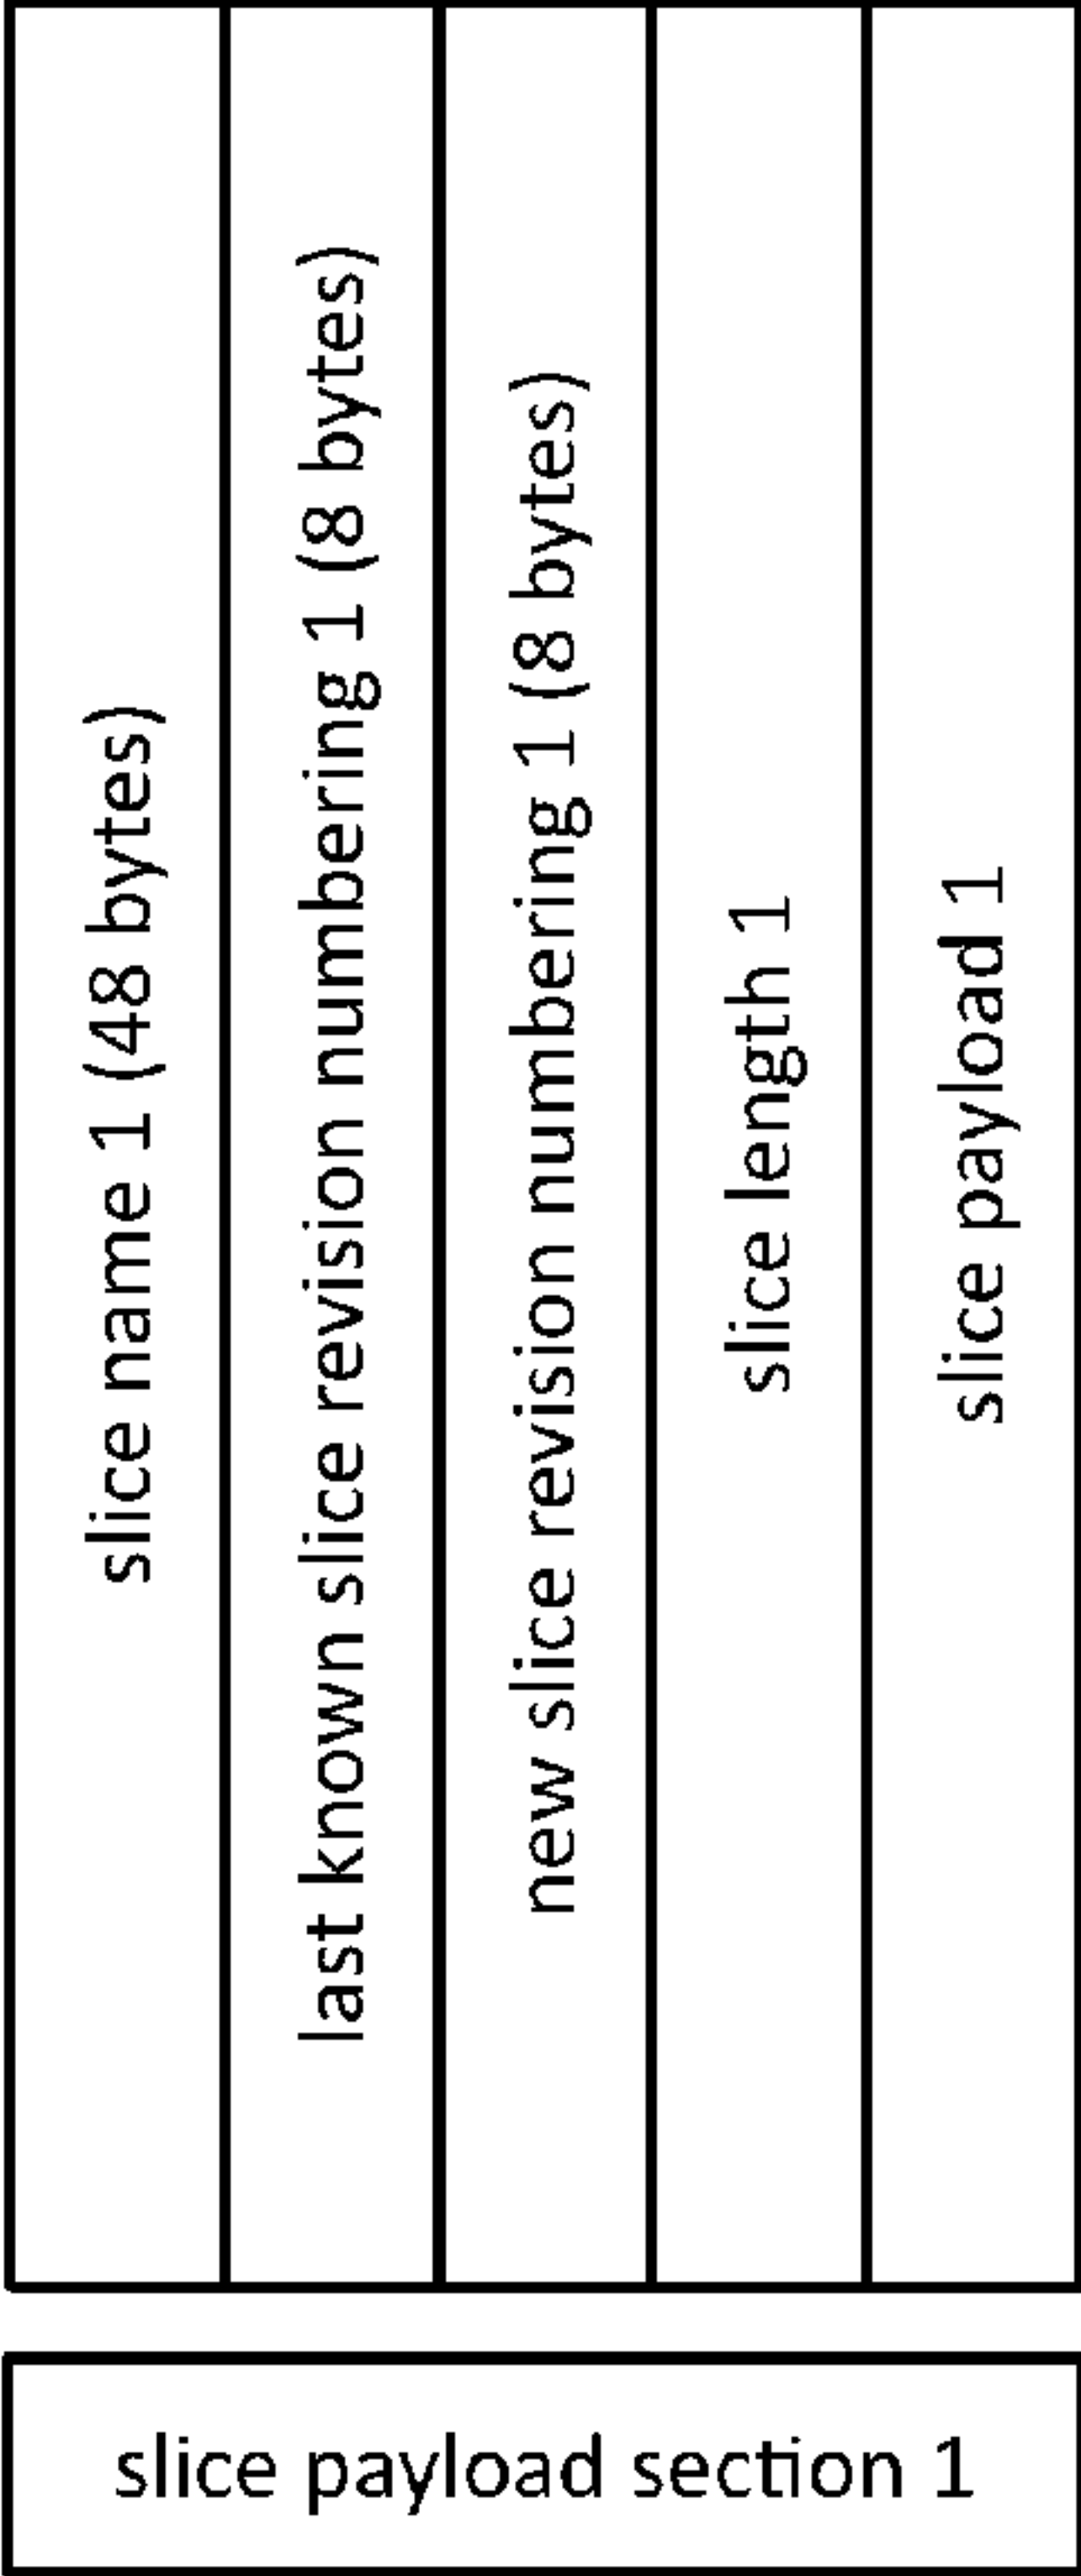 slice name 1 (48 bytes)
last known slice revision numbering 1 (8 bytes)
new slice revision numbering 1 (8 bytes)
slice length 1
slice payload 1
slice payload section 1